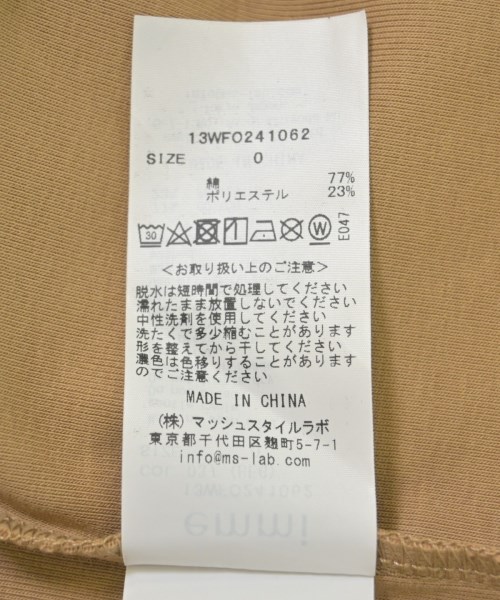 13WFO241062
SIZE 0
綿 77%
ポリエステル 23%
30 W E047
＜お取り扱い上のご注意＞
脱水は短時間で処理してください
濡れたまま放置しないでください
中性洗剤を使用してください
洗たくで多少縮むことがあります
形を整えてから干してください
濃色は色移りすることがあります
のでご注意ください
MADE IN CHINA
(株) マッシュスタイルラボ
東京都千代田区麹町5-7-1
info@ms-lab.com
13WFO241062
emmi